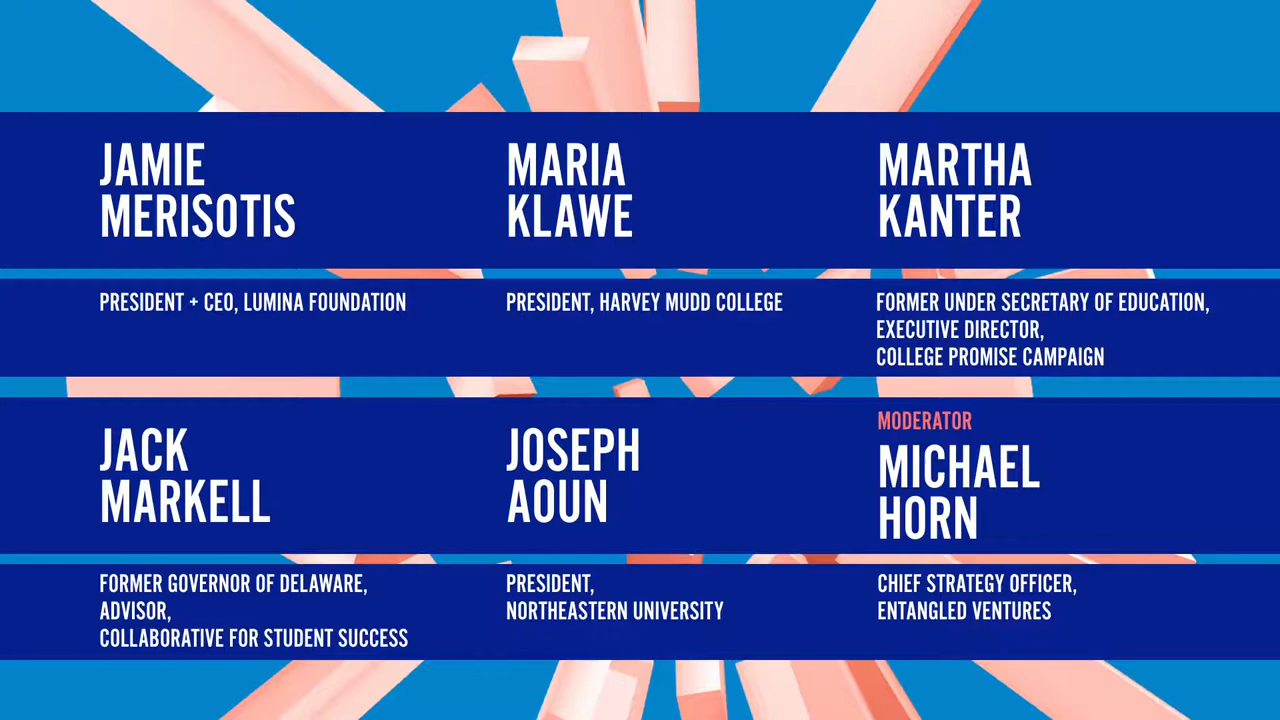 JAMIE
MERISOTIS
PRESIDENT + CEO, LUMINA FOUNDATION
MARIA
KLAWE
PRESIDENT, HARVEY MUDD COLLEGE
MARTHA
KANTER
FORMER UNDER SECRETARY OF EDUCATION,
EXECUTIVE DIRECTOR,
COLLEGE PROMISE CAMPAIGN
JACK
MARKELL
FORMER GOVERNOR OF DELAWARE,
ADVISOR,
COLLABORATIVE FOR STUDENT SUCCESS
JOSEPH
AOUN
PRESIDENT,
NORTHEASTERN UNIVERSITY
MODERATOR
MICHAEL
HORN
CHIEF STRATEGY OFFICER,
ENTANGLED VENTURES